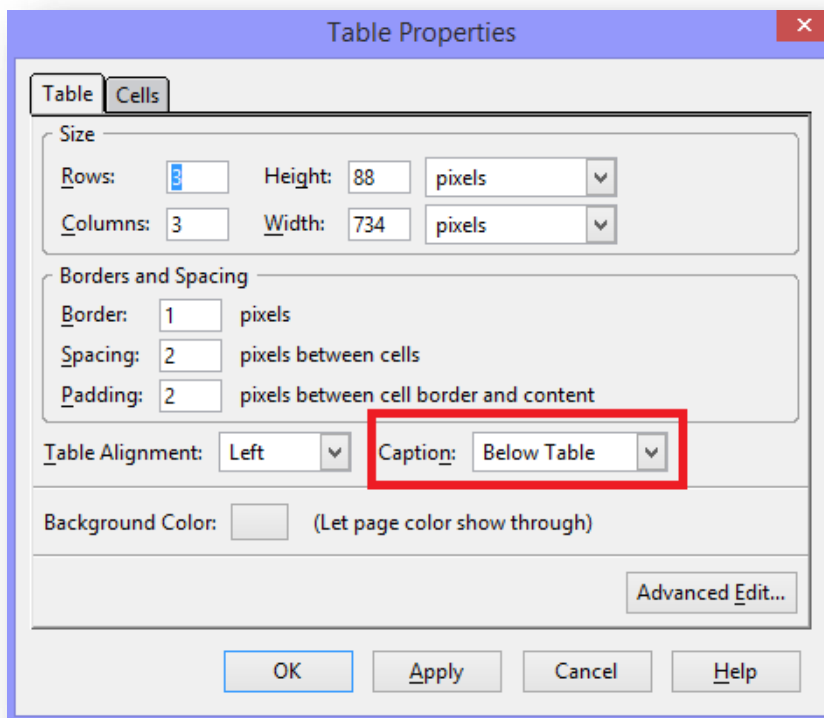 Table Properties
Table Cells
Size
Rows: 3 Height: 88 pixels
Columns: 3 Width: 734 pixels
Borders and Spacing
Border: 1 pixels
Spacing: 2 pixels between cells
Padding: 2 pixels between cell border and content
Table Alignment: Left Caption: Below Table
Background Color: (Let page color show through)
Advanced Edit...
OK Apply Cancel Help